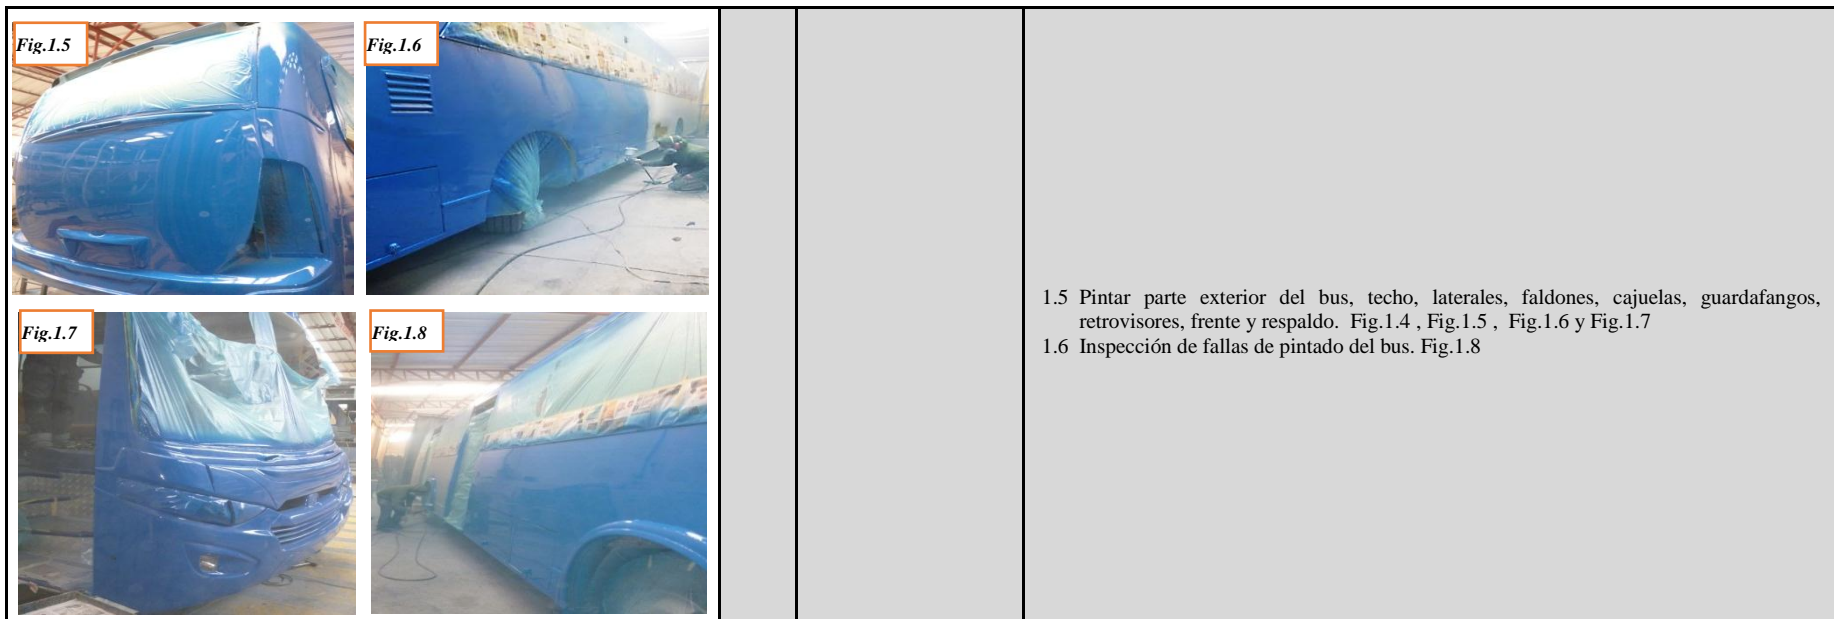 Fig.1.5
Fig.1.6
Fig.1.7
Fig.1.8
1.5 Pintar parte exterior del bus, techo, laterales, faldones, cajuelas, guardafangos,
retrovisores, frente y respaldo. Fig.1.4 , Fig.1.5 , Fig.1.6 y Fig.1.7
1.6 Inspección de fallas de pintado del bus. Fig.1.8